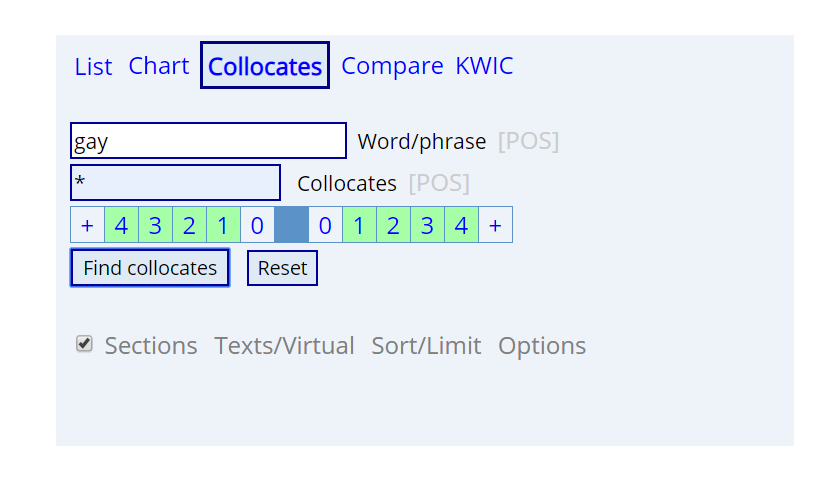 List Chart Collocates Compare KWIC
gay Word/phrase [POS]
* Collocates [POS]
+ 4 3 2 1 0 0 1 2 3 4 +
Find collocates Reset
Sections Texts/Virtual Sort/Limit Options